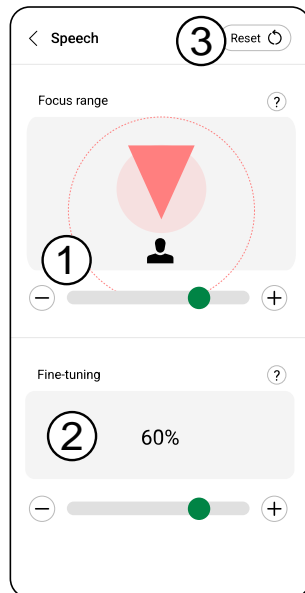 Speech
3
Reset
Focus range
?
1
Fine-tuning
?
2
60%